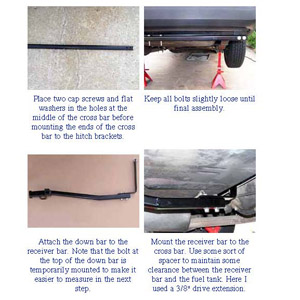 Place two cap screws and flat
washers in the holes at the
middle of the cross bar before
mounting the ends of the cross
bar to the hitch brackets.
Keep all bolts slightly loose until
final assembly.
Attach the down bar to the
receiver bar. Note that the bolt at
the top of the down bar is
temporarily mounted to make it
easier to measure in the next
step.
Mount the receiver bar to the
cross bar. Use some sort of
spacer to maintain some
clearance between the receiver
bar and the fuel tank. Here I
used a 3/8" drive extension.